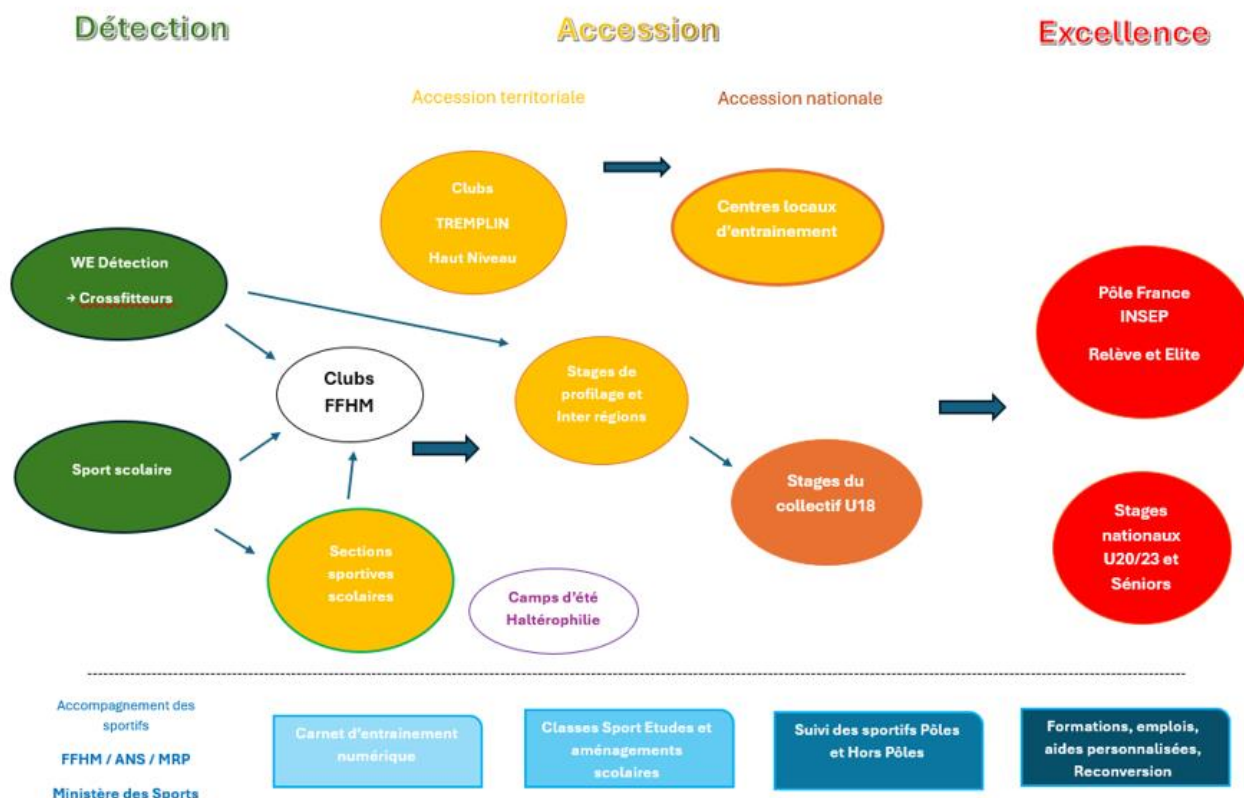 Détection
Accession
Excellence
Accession territoriale
Accession nationale
Clubs
TREMPLIN
Haut Niveau
Centres locaux
d'entrainement
WE Détection
→ Crossfitteurs
Pôle France
INSEP
Relève et Elite
Clubs
FFHM
Stages de
profilage et
Inter régions
Sport scolaire
Stages du
collectif U18
Sections
sportives
scolaires
Stages
nationaux
U20/23 et
Séniors
Camps d'été
Haltérophilie
Accompagnement des
sportifs
FFHM / ANS / MRP
Ministère des Sports
Carnet d'entrainement
numérique
Classes Sport Etudes et
aménagements
scolaires
Suivi des sportifs Pôles
et Hors Pôles
Formations, emplois,
aides personnalisées,
Reconversion